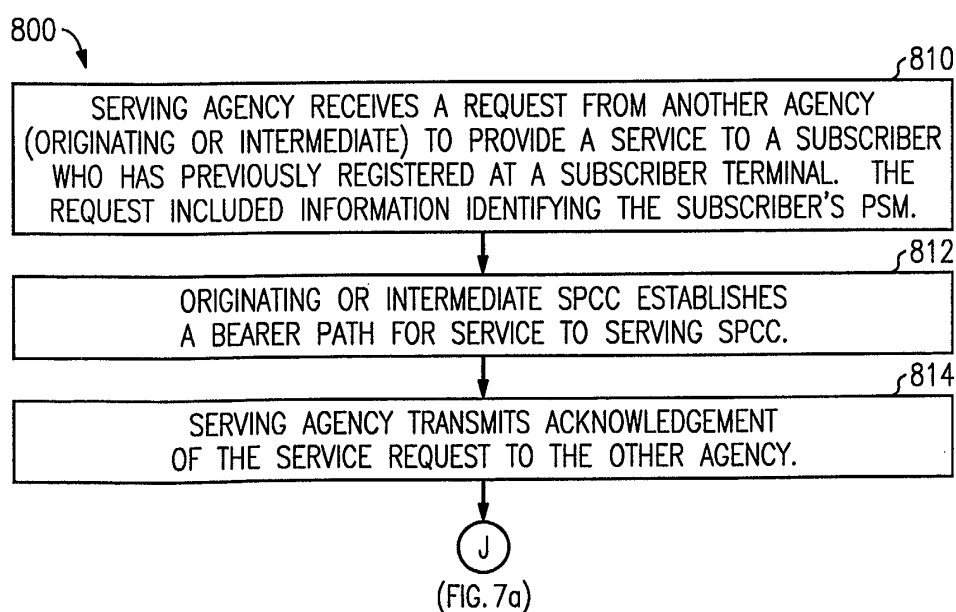 800
810
SERVING AGENCY RECEIVES A REQUEST FROM ANOTHER AGENCY
(ORIGINATING OR INTERMEDIATE) TO PROVIDE A SERVICE TO A SUBSCRIBER
WHO HAS PREVIOUSLY REGISTERED AT A SUBSCRIBER TERMINAL. THE
REQUEST INCLUDED INFORMATION IDENTIFYING THE SUBSCRIBER'S PSM.
812
ORIGINATING OR INTERMEDIATE SPCC ESTABLISHES
A BEARER PATH FOR SERVICE TO SERVING SPCC.
814
SERVING AGENCY TRANSMITS ACKNOWLEDGEMENT
OF THE SERVICE REQUEST TO THE OTHER AGENCY.
J
(FIG. 7a)